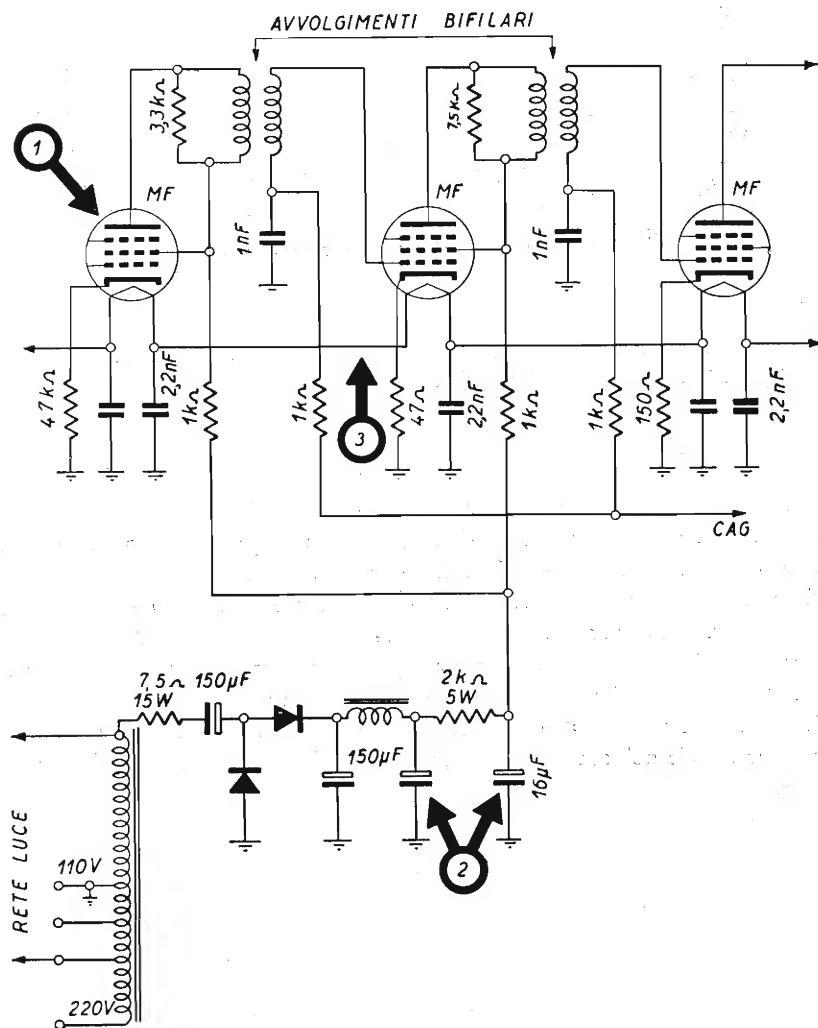 AVVOLGIMENTI BIFILARI
3,3kΩ
7,5kΩ
1
MF
MF
MF
1nF
1nF
47kΩ
2,2nF
1kΩ
1kΩ
3
47Ω
2,2nF
1kΩ
1kΩ
150Ω
2,2nF
CAG
7,5Ω
15W
150µF
2kΩ
5W
150µF
16µF
2
RETE LUCE
110V
220V